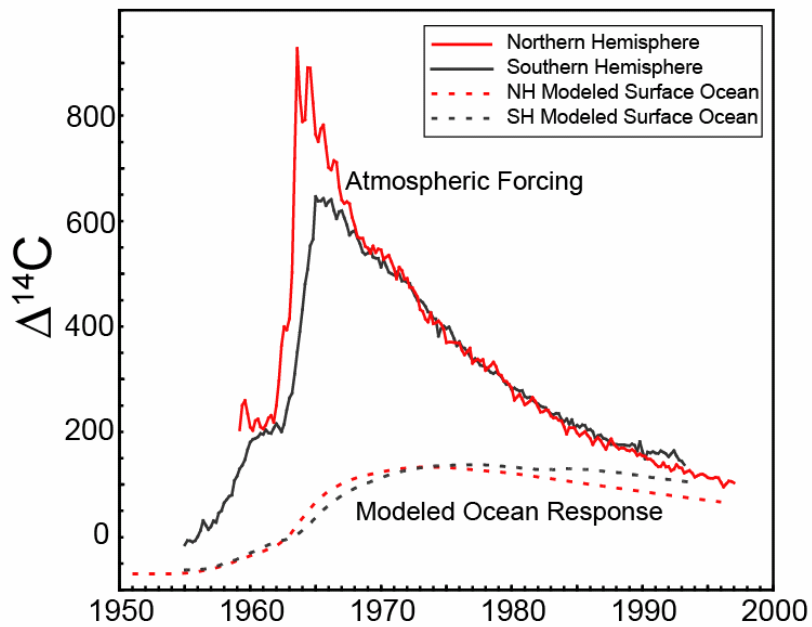 Northern Hemisphere
Southern Hemisphere
NH Modeled Surface Ocean
SH Modeled Surface Ocean
Atmospheric Forcing
Modeled Ocean Response
Δ¹⁴C
800
600
400
200
0
1950 1960 1970 1980 1990 2000